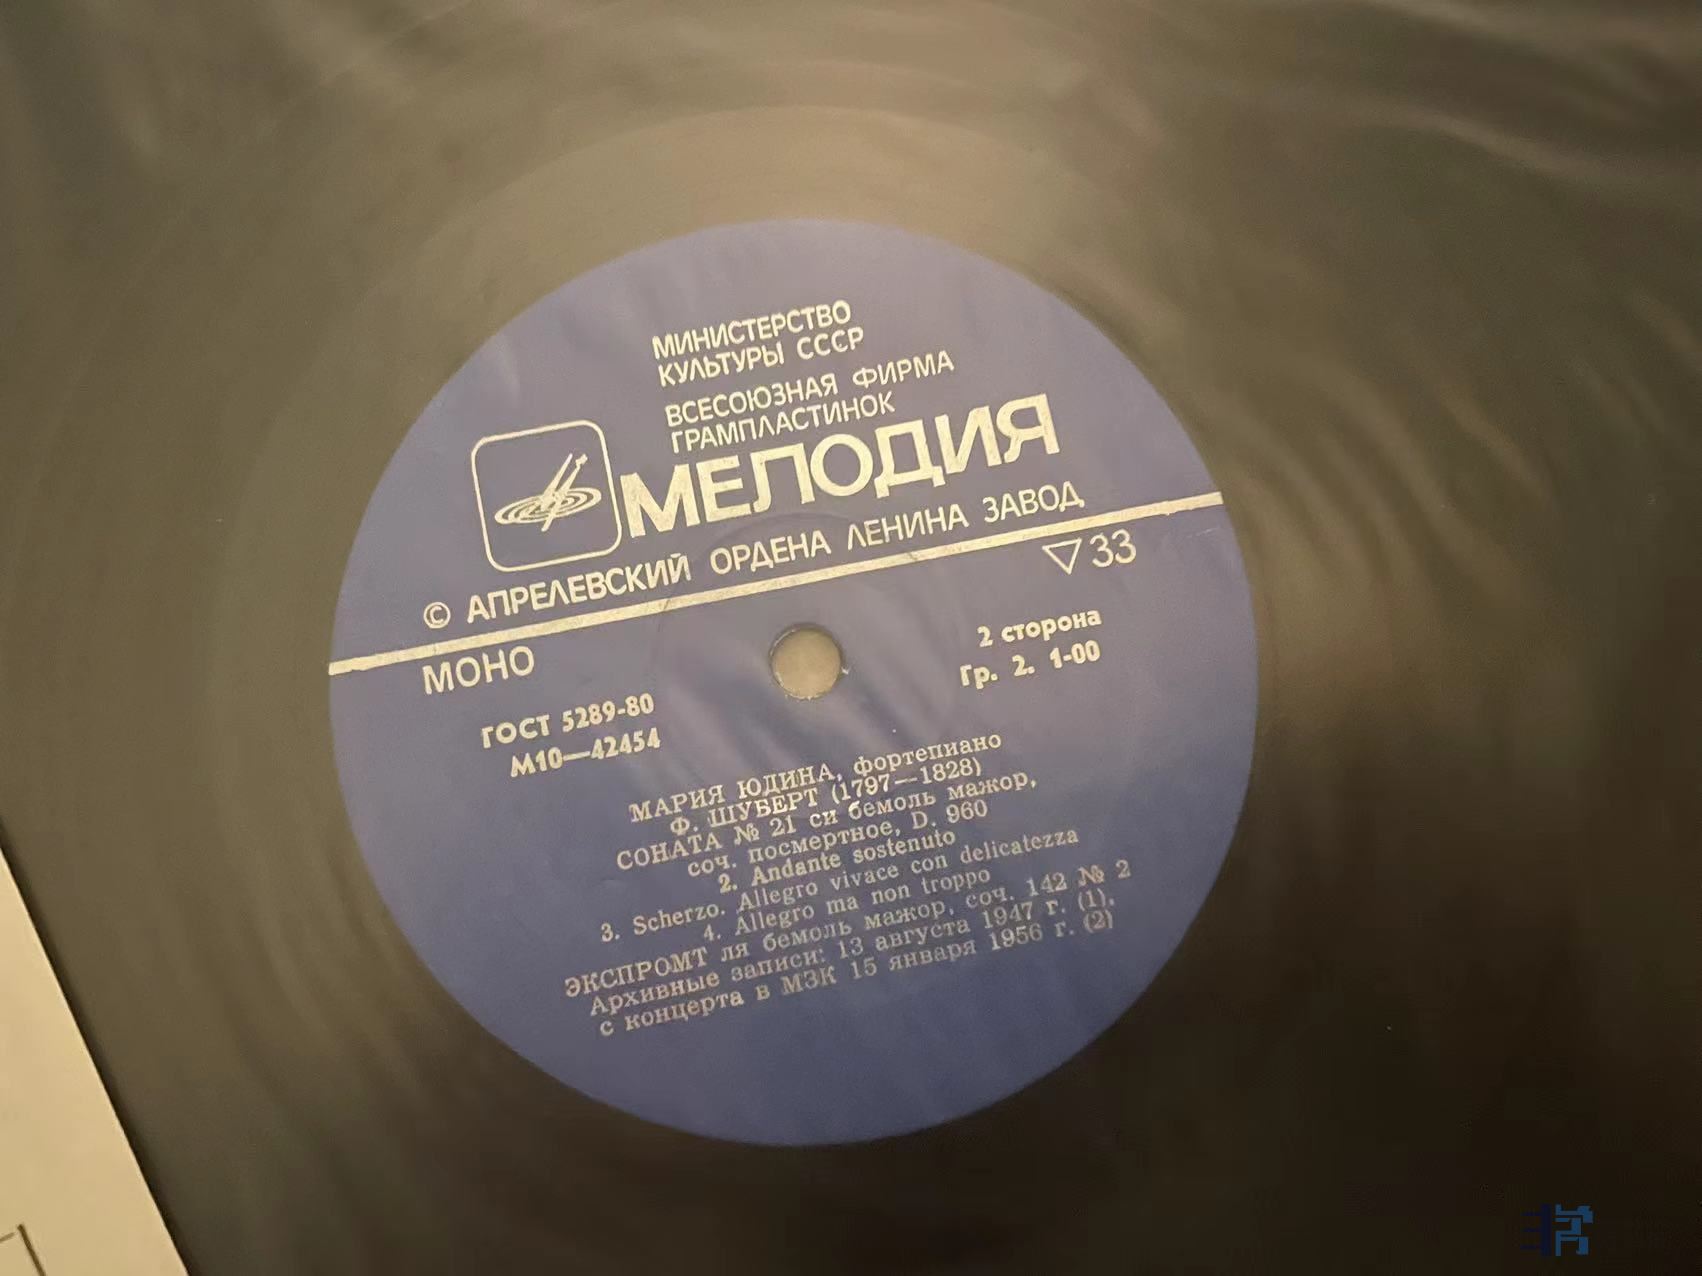 МИНИСТЕРСТВО
КУЛЬТУРЫ СССР
ВСЕСОЮЗНАЯ ФИРМА
ГРАМПЛАСТИНОК
МЕЛОДИЯ
© АПРЕЛЕВСКИЙ ОРДЕНА ЛЕНИНА ЗАВОД
▽33
МОНО
2 сторона
Гр. 2. 1-00
ГОСТ 5289-80
М10—42454
МАРИЯ ЮДИНА, фортепиано
Ф. ШУБЕРТ (1797—1828)
СОНАТА № 21 си бемоль мажор,
соч. посмертное, D. 960
2. Andante sostenuto
3. Scherzo. Allegro vivace con delicatezza
4. Allegro ma non troppo
ЭКСПРОМТ ля бемоль мажор, соч. 142 № 2
Архивные записи: 13 августа 1947 г. (1),
с концерта в МЗК 15 января 1956 г. (2)